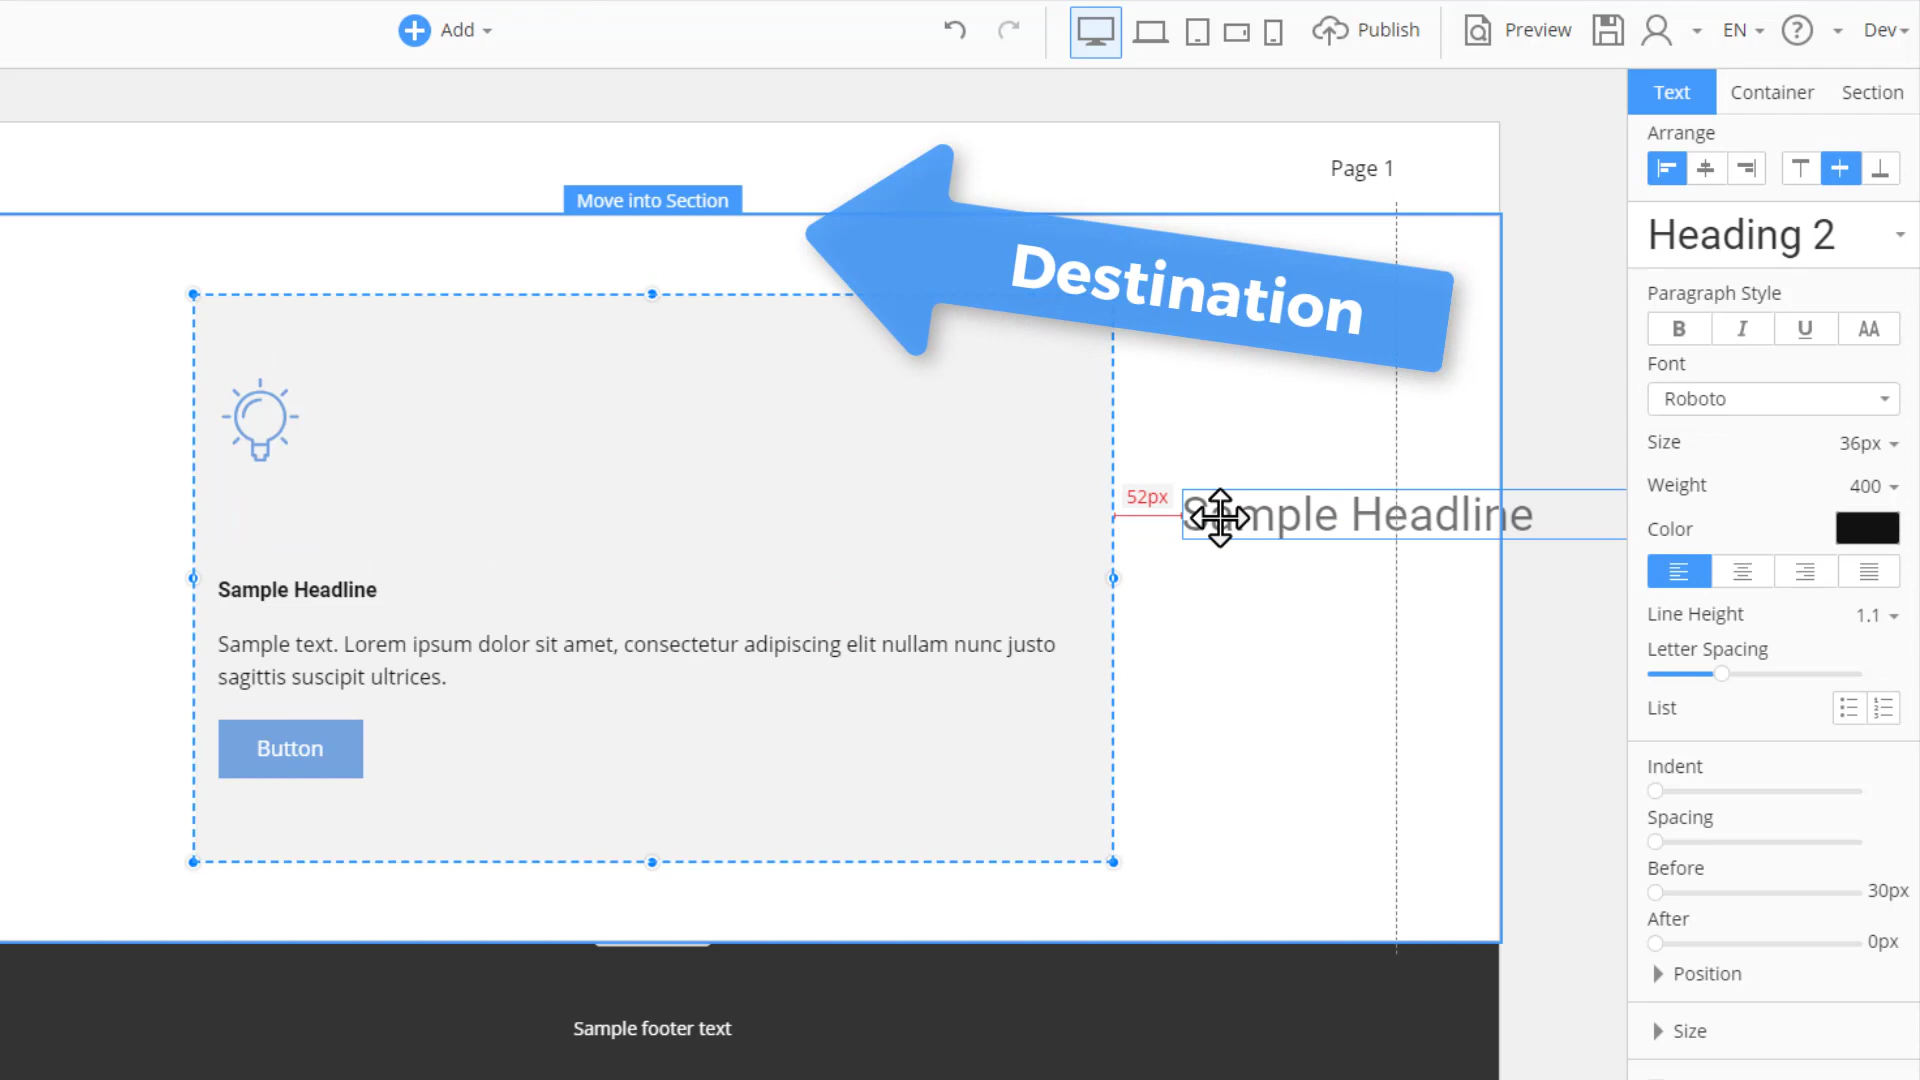 Add
Publish
Preview
EN
Dev
Text
Container
Section
Arrange
Page 1
Move into Section
Destination
Heading 2
Paragraph Style
B
I
U
AA
Font
Roboto
Size
36px
Weight
400
52px
Sample Headline
Color
Sample Headline
Line Height
1.1
Letter Spacing
Sample text. Lorem ipsum dolor sit amet, consectetur adipiscing elit nullam nunc justo
sagittis suscipit ultrices.
List
Button
Indent
Spacing
Before
30px
After
0px
Position
Sample footer text
Size